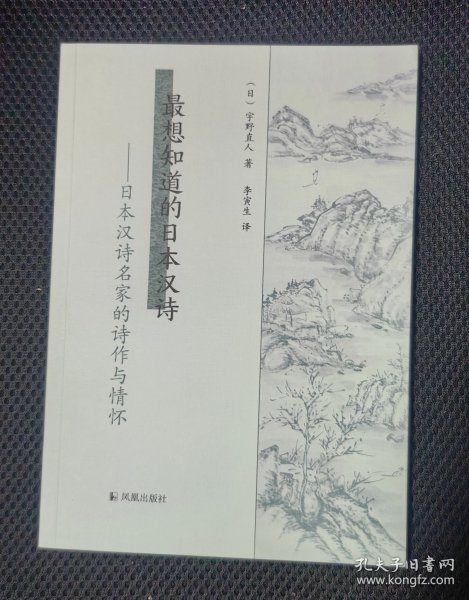 （日）宇野直人 著
李寅生 译
最想知道的日本汉诗
——日本汉诗名家的诗作与情怀
凤凰出版社
孔夫子旧书网
www.kongfz.com